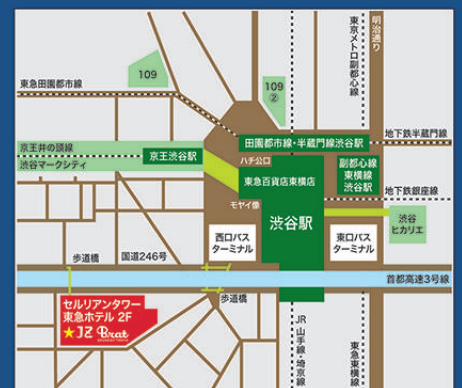 東急田園都市線
109
109
②
東京メトロ副都心線
明治通り
田園都市線・半蔵門線渋谷駅
地下鉄半蔵門線
京王井の頭線
渋谷マークシティ
京王渋谷駅
ハチ公口
東急百貨店東横店
副都心線
東横線
渋谷駅
地下鉄銀座線
モヤイ像
渋谷駅
渋谷
ヒカリエ
西口バス
ターミナル
東口バス
ターミナル
歩道橋
国道246号
首都高速3号線
歩道橋
セルリアンタワー
東急ホテル 2F
★JZ Brat
JR
山手線・埼京線
東急東横線